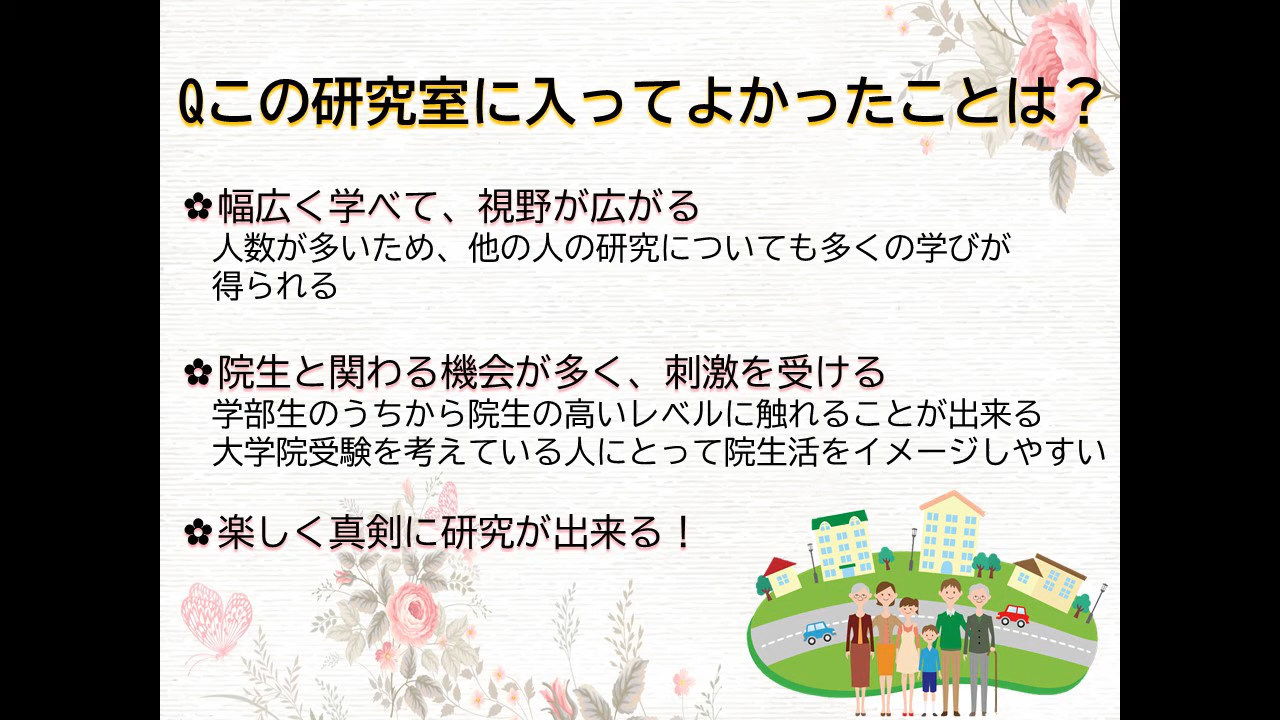 Qこの研究室に入ってよかったことは？
✿幅広く学べて、視野が広がる
人数が多いため、他の人の研究についても多くの学びが
得られる
✿院生と関わる機会が多く、刺激を受ける
学部生のうちから院生の高いレベルに触れることが出来る
大学院受験を考えている人にとって院生活をイメージしやすい
✿楽しく真剣に研究が出来る！